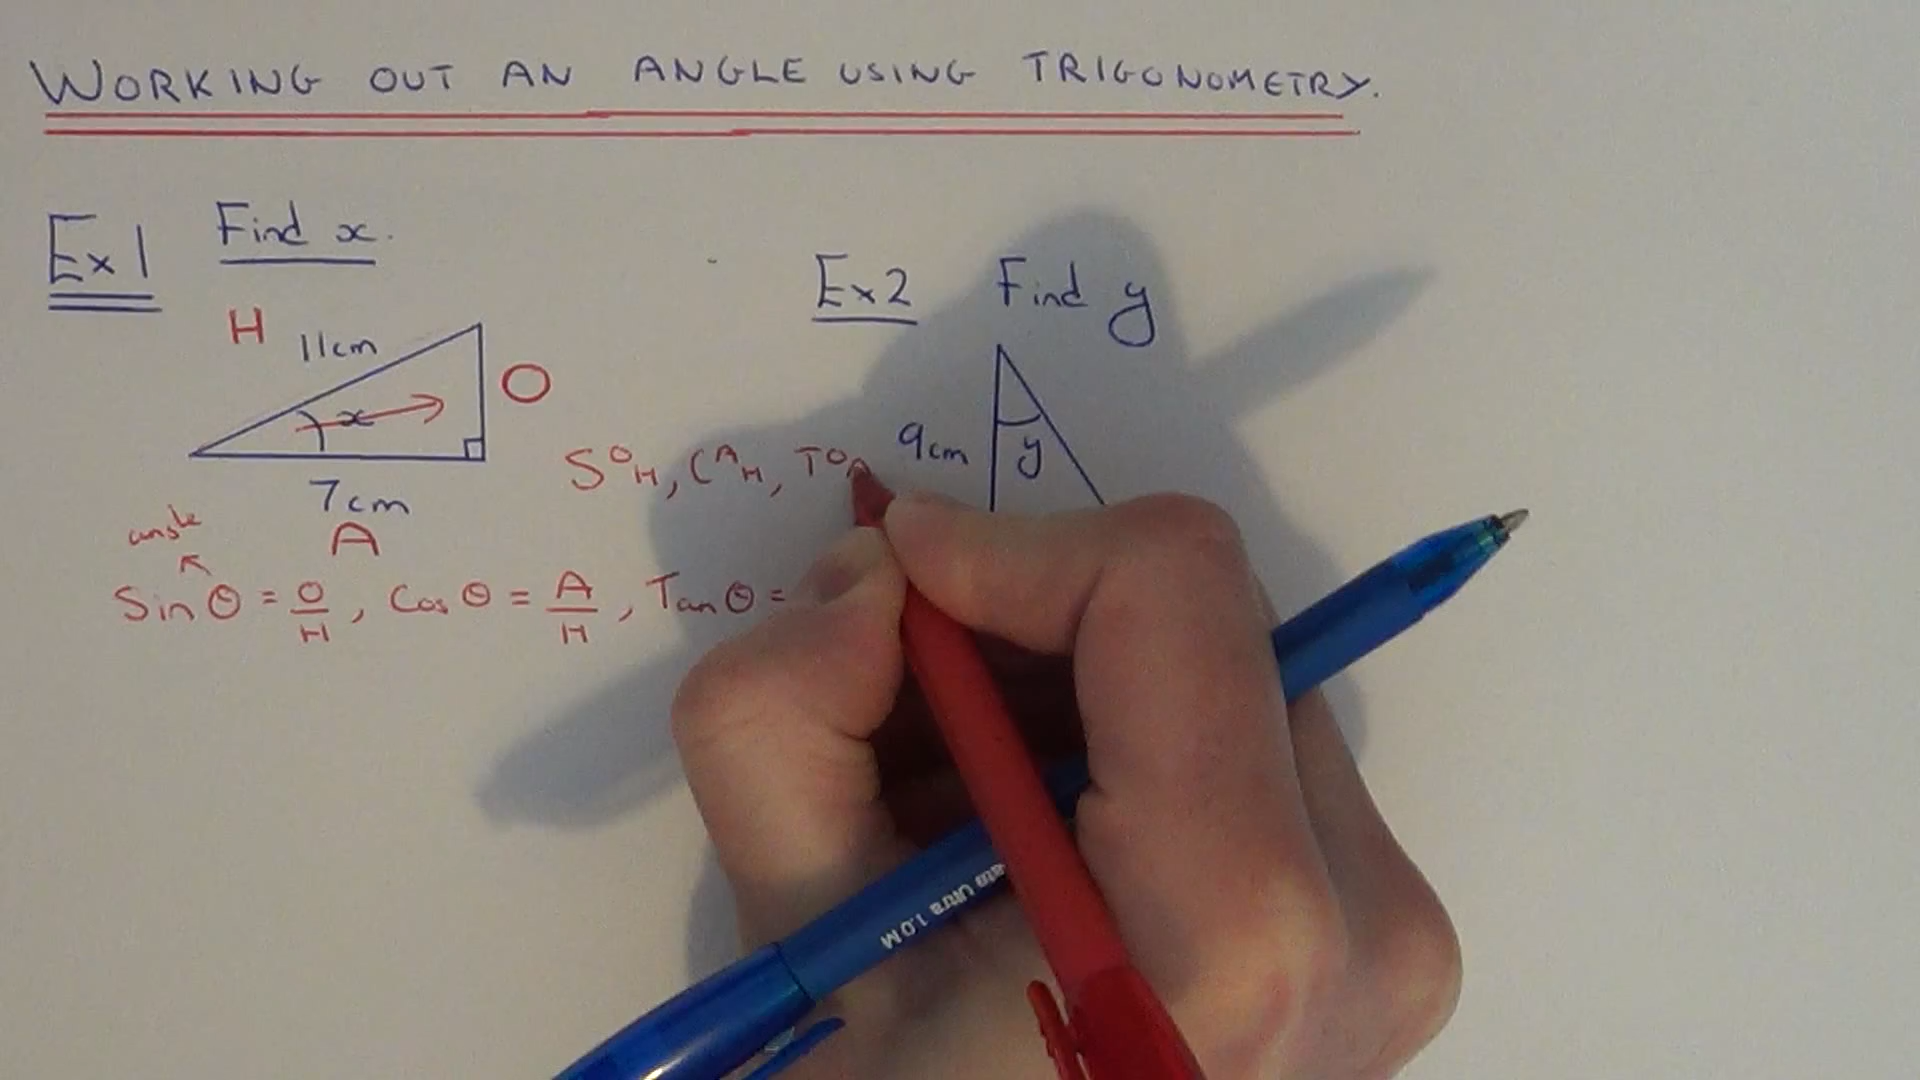 WORKING OUT AN ANGLE USING TRIGONOMETRY.
Ex1 Find x.
H 11cm
O
x
7cm
A
angle
Sin θ = O/H, Cos θ = A/H, Tan θ =
S O H, C A H, T O A
Ex2 Find y
9cm
y
Ultra 1.0M